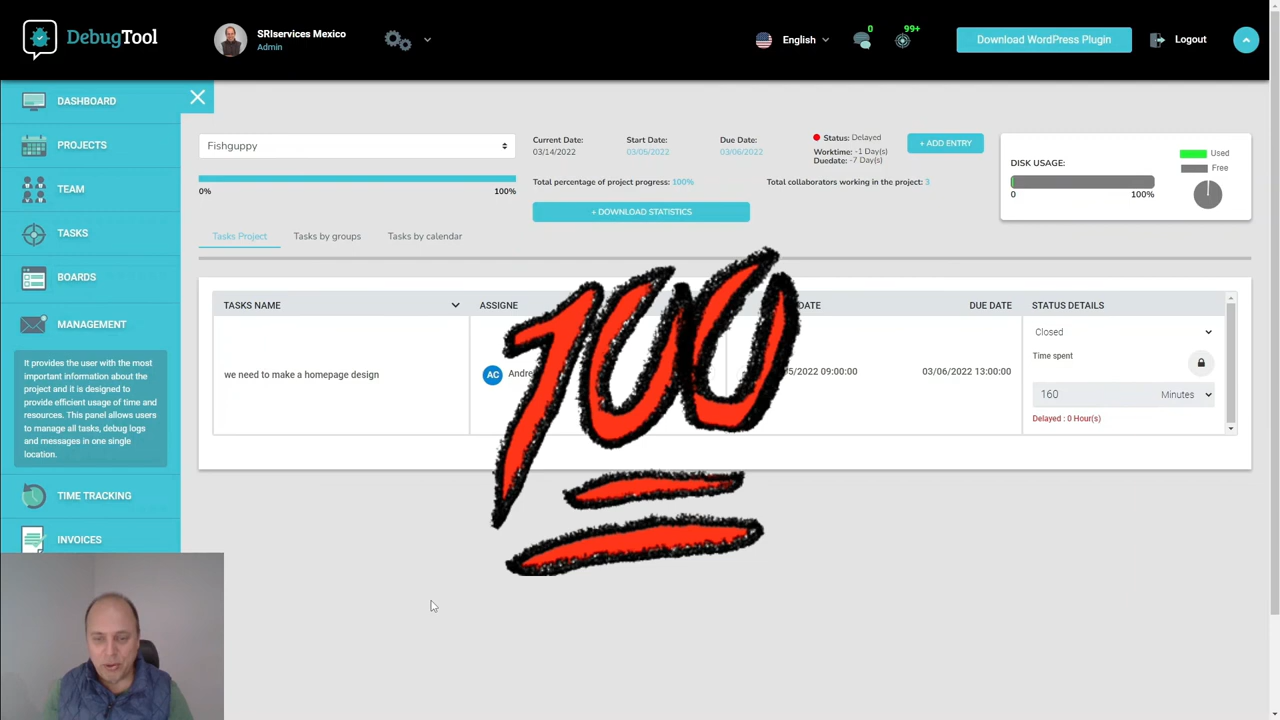 DebugTool
SRIservices Mexico
Admin
English
0
99+
Download WordPress Plugin
Logout
DASHBOARD
PROJECTS
TEAM
TASKS
BOARDS
MANAGEMENT
It provides the user with the most
important information about the
project and it is designed to
provide efficient usage of time and
resources. This panel allows users
to manage all tasks, debug logs
and messages in one single
location.
TIME TRACKING
INVOICES
Fishguppy
0%
100%
Current Date:
03/14/2022
Start Date:
03/05/2022
Due Date:
03/06/2022
Status: Delayed
Worktime: -1 Day(s)
Duedate: -7 Day(s)
+ ADD ENTRY
Total percentage of project progress: 100%
Total collaborators working in the project: 3
+ DOWNLOAD STATISTICS
DISK USAGE:
Used
Free
0
100%
Tasks Project
Tasks by groups
Tasks by calendar
TASKS NAME
ASSIGNE
DATE
DUE DATE
STATUS DETAILS
we need to make a homepage design
AC
Andre
5/2022 09:00:00
03/06/2022 13:00:00
Closed
Time spent
160
Minutes
Delayed : 0 Hour(s)
100